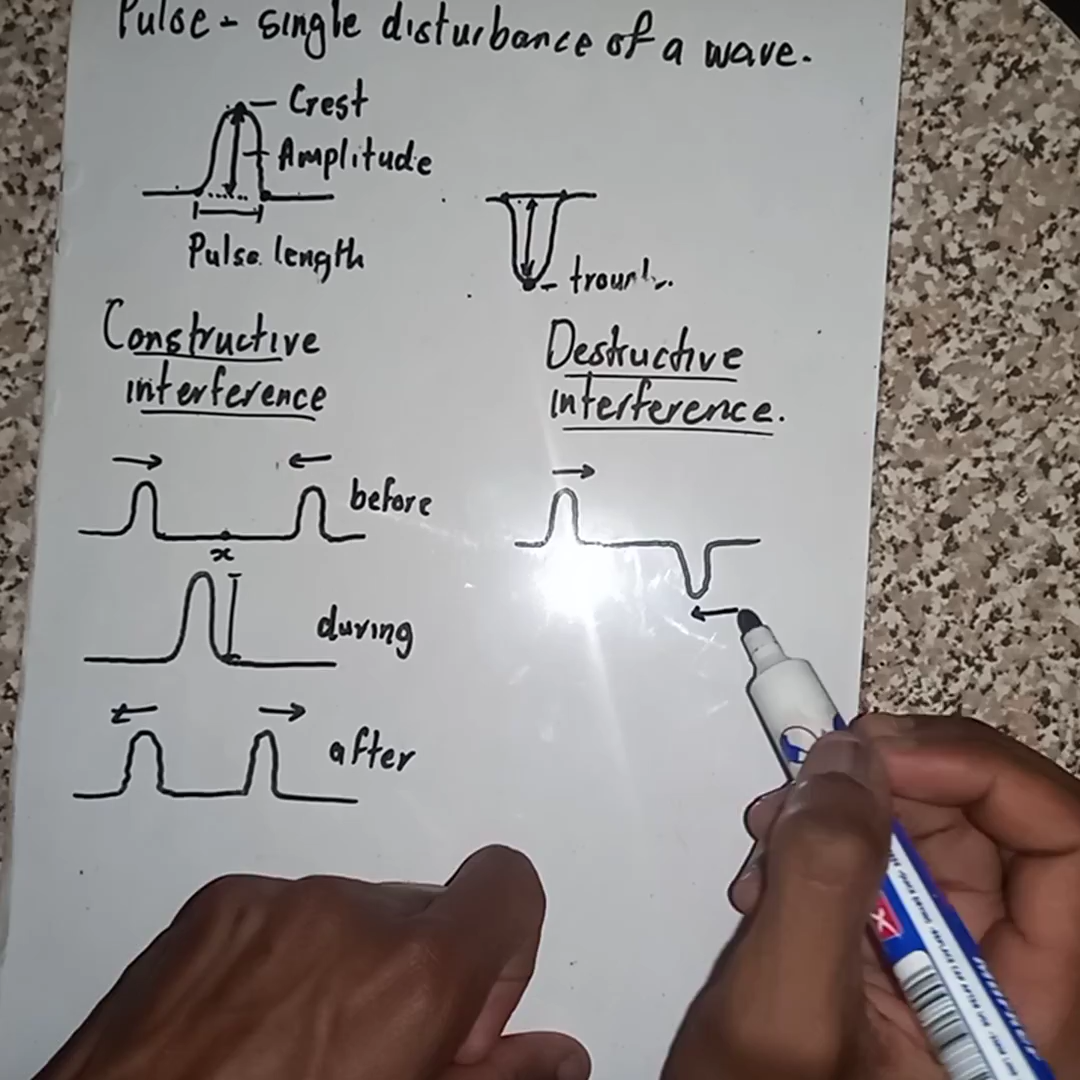 Pulse - single disturbance of a wave.
Crest
Amplitude
Pulse length
Constructive
interference
before
x
during
after
Destructive
interference.
X